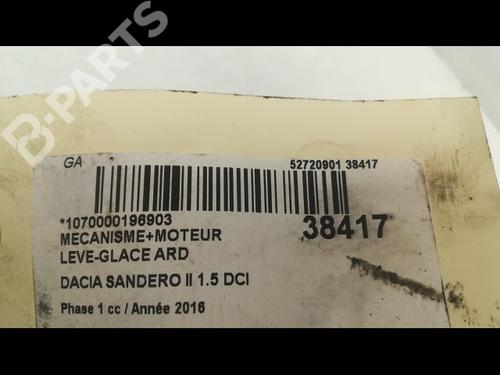 B-PARTS
GA
52720901 38417
*1070000196903
38417
MECANISME+MOTEUR
LEVE-GLACE ARD
DACIA SANDERO II 1.5 DCI
Phase 1 cc / Année 2016